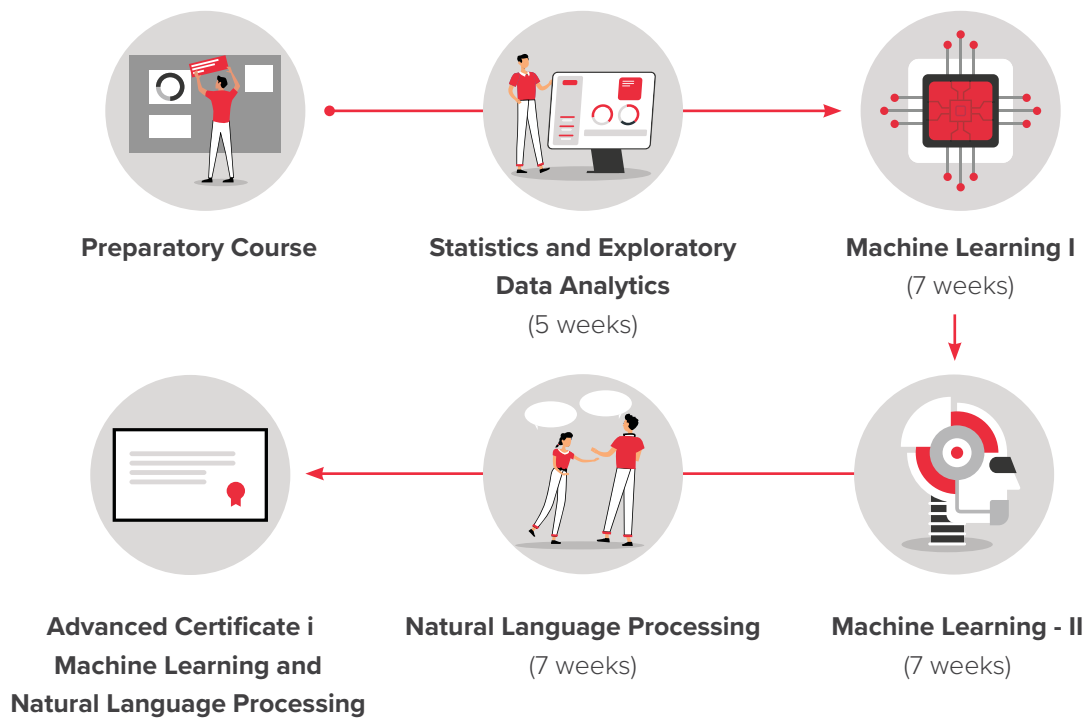 Preparatory Course
Statistics and Exploratory
Data Analytics
(5 weeks)
Machine Learning I
(7 weeks)
Machine Learning - II
(7 weeks)
Natural Language Processing
(7 weeks)
Advanced Certificate i
Machine Learning and
Natural Language Processing